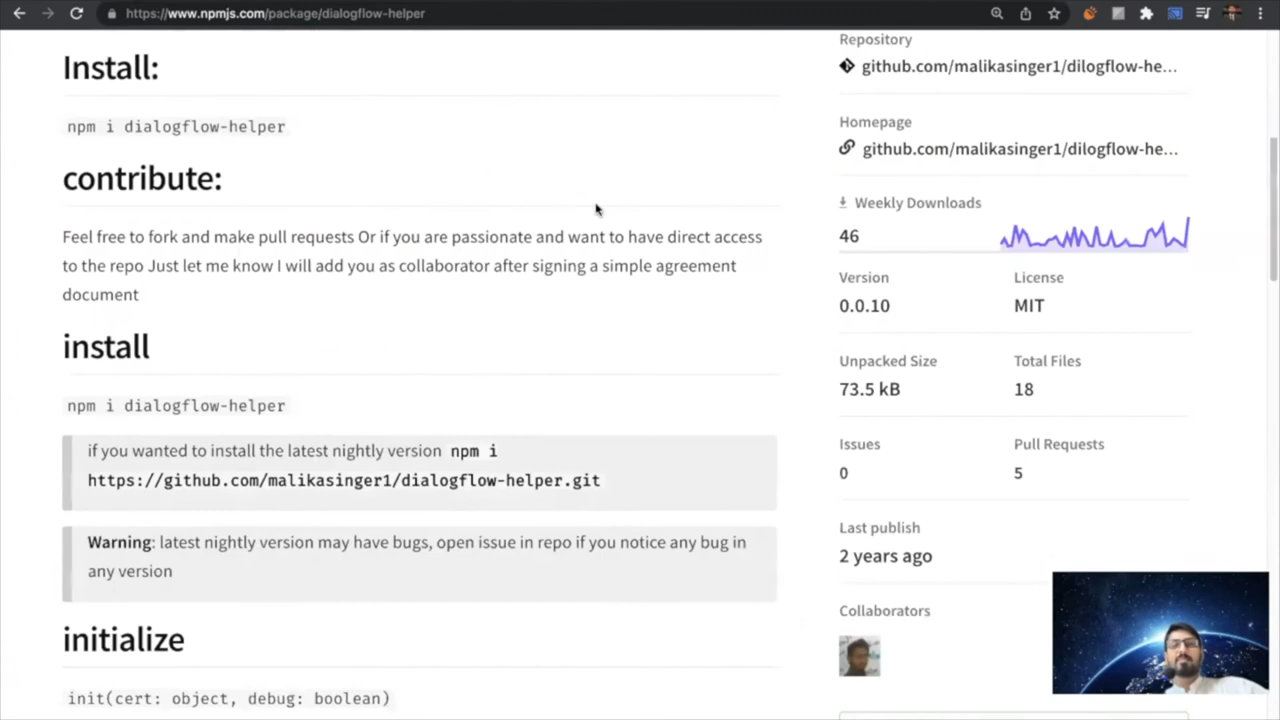 https://www.npmjs.com/package/dialogflow-helper
Install:
npm i dialogflow-helper
contribute:
Feel free to fork and make pull requests Or if you are passionate and want to have direct access
to the repo Just let me know I will add you as collaborator after signing a simple agreement
document
install
npm i dialogflow-helper
if you wanted to install the latest nightly version npm i
https://github.com/malikasinger1/dialogflow-helper.git
Warning: latest nightly version may have bugs, open issue in repo if you notice any bug in
any version
initialize
init(cert: object, debug: boolean)
Repository
github.com/malikasinger1/dilogflow-he...
Homepage
github.com/malikasinger1/dilogflow-he...
Weekly Downloads
46
Version
License
0.0.10
MIT
Unpacked Size
Total Files
73.5 kB
18
Issues
Pull Requests
0
5
Last publish
2 years ago
Collaborators